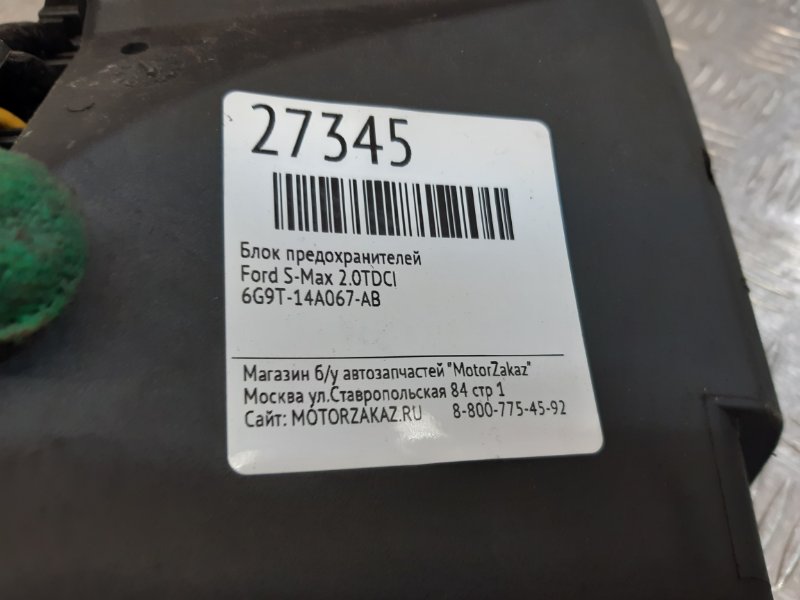 27345
Блок предохранителей
Ford S-Max 2.0TDCI
6G9T-14A067-AB
Магазин б/у автозапчастей "MotorZakaz"
Москва ул.Ставропольская 84 стр 1
Сайт: MOTORZAKAZ.RU 8-800-775-45-92